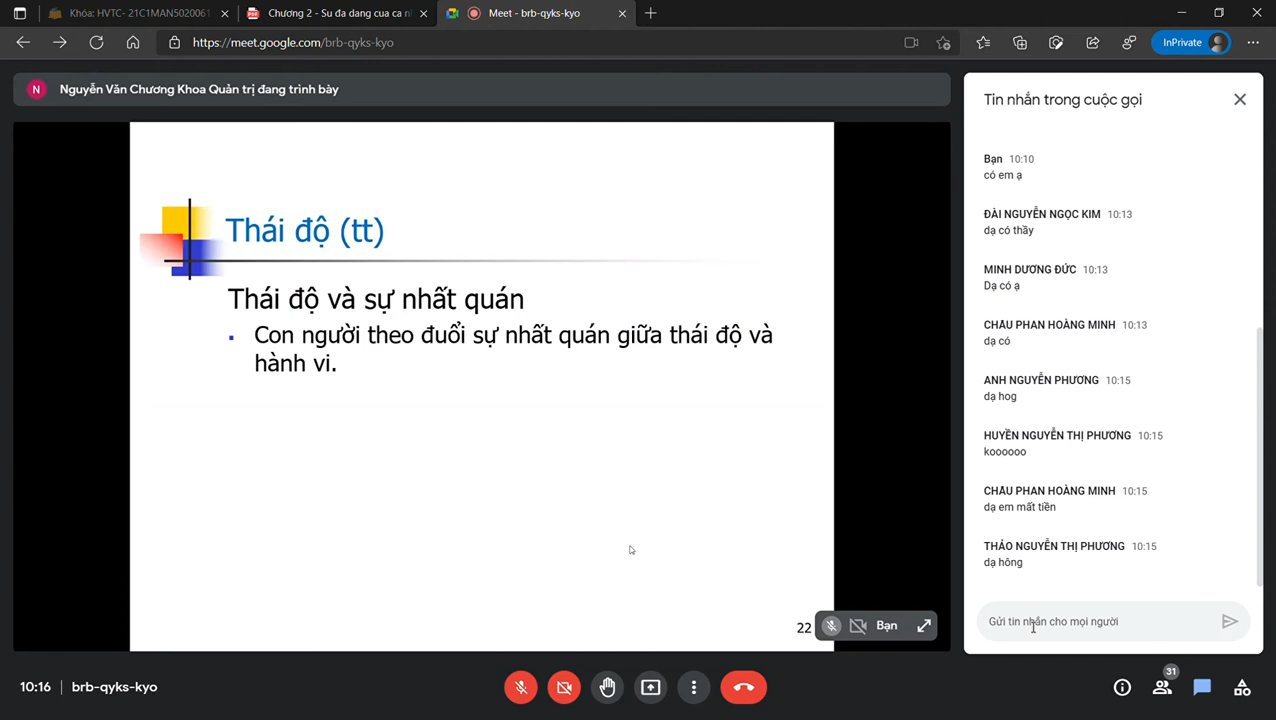 Khóa: HVTC - 21C1MAN5020061
Chương 2 - Su đa dang cua ca nh
Meet - brb-qyks-kyo
https://meet.google.com/brb-qyks-kyo
InPrivate
N
Nguyễn Văn Chương Khoa Quản trị đang trình bày
Thái độ (tt)
Thái độ và sự nhất quán
Con người theo đuổi sự nhất quán giữa thái độ và
hành vi.
22
Bạn
Tin nhắn trong cuộc gọi
Bạn 10:10
có em ạ
ĐÀI NGUYỄN NGỌC KIM 10:13
dạ có thầy
MINH DƯƠNG ĐỨC 10:13
Dạ có ạ
CHÂU PHAN HOÀNG MINH 10:13
dạ có
ANH NGUYỄN PHƯƠNG 10:15
dạ hog
HUYỀN NGUYỄN THỊ PHƯƠNG 10:15
koooooo
CHÂU PHAN HOÀNG MINH 10:15
dạ em mất tiền
THẢO NGUYỄN THỊ PHƯƠNG 10:15
dạ hông
Gửi tin nhắn cho mọi người
10:16 | brb-qyks-kyo
31